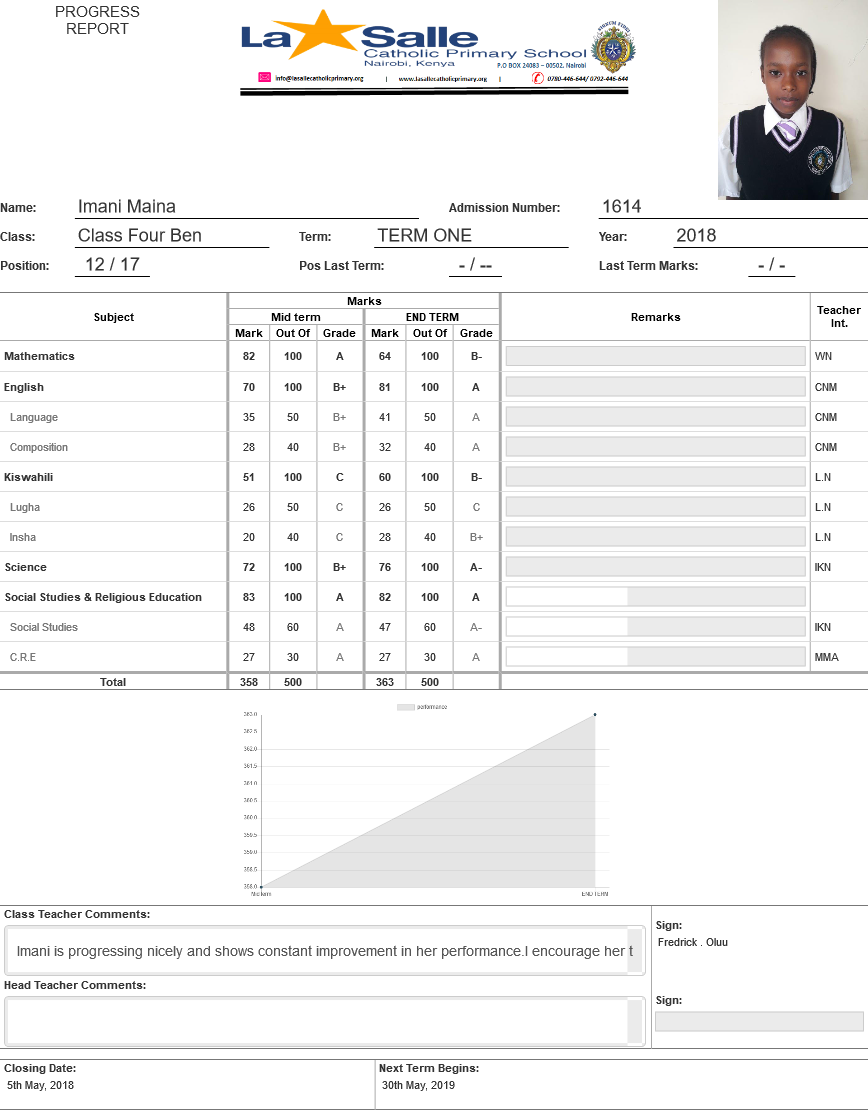 PROGRESS
REPORT
La Salle
Catholic Primary School
Nairobi, Kenya
P.O BOX 24083 – 00502, Nairobi
info@lasallecatholicprimary.org | www.lasallecatholicprimary.org | 0780-446-644/ 0792-446-644
Name: Imani Maina Admission Number: 1614
Class: Class Four Ben Term: TERM ONE Year: 2018
Position: 12 / 17 Pos Last Term: - / -- Last Term Marks: - / -
Subject Marks Remarks Teacher Int.
Mid term END TERM
Mark Out Of Grade Mark Out Of Grade
Mathematics 82 100 A 64 100 B- WN
English 70 100 B+ 81 100 A CNM
Language 35 50 B+ 41 50 A CNM
Composition 28 40 B+ 32 40 A CNM
Kiswahili 51 100 C 60 100 B- L.N
Lugha 26 50 C 26 50 C L.N
Insha 20 40 C 28 40 B+ L.N
Science 72 100 B+ 76 100 A- IKN
Social Studies & Religious Education 83 100 A 82 100 A
Social Studies 48 60 A 47 60 A- IKN
C.R.E 27 30 A 27 30 A MMA
Total 358 500 363 500
performance
363.0
362.5
362.0
361.5
361.0
360.5
360.0
359.5
359.0
358.5
358.0
Mid term END TERM
Class Teacher Comments:
Imani is progressing nicely and shows constant improvement in her performance.I encourage her t
Sign:
Fredrick . Oluu
Head Teacher Comments:
Sign:
Closing Date: Next Term Begins:
5th May, 2018 30th May, 2019